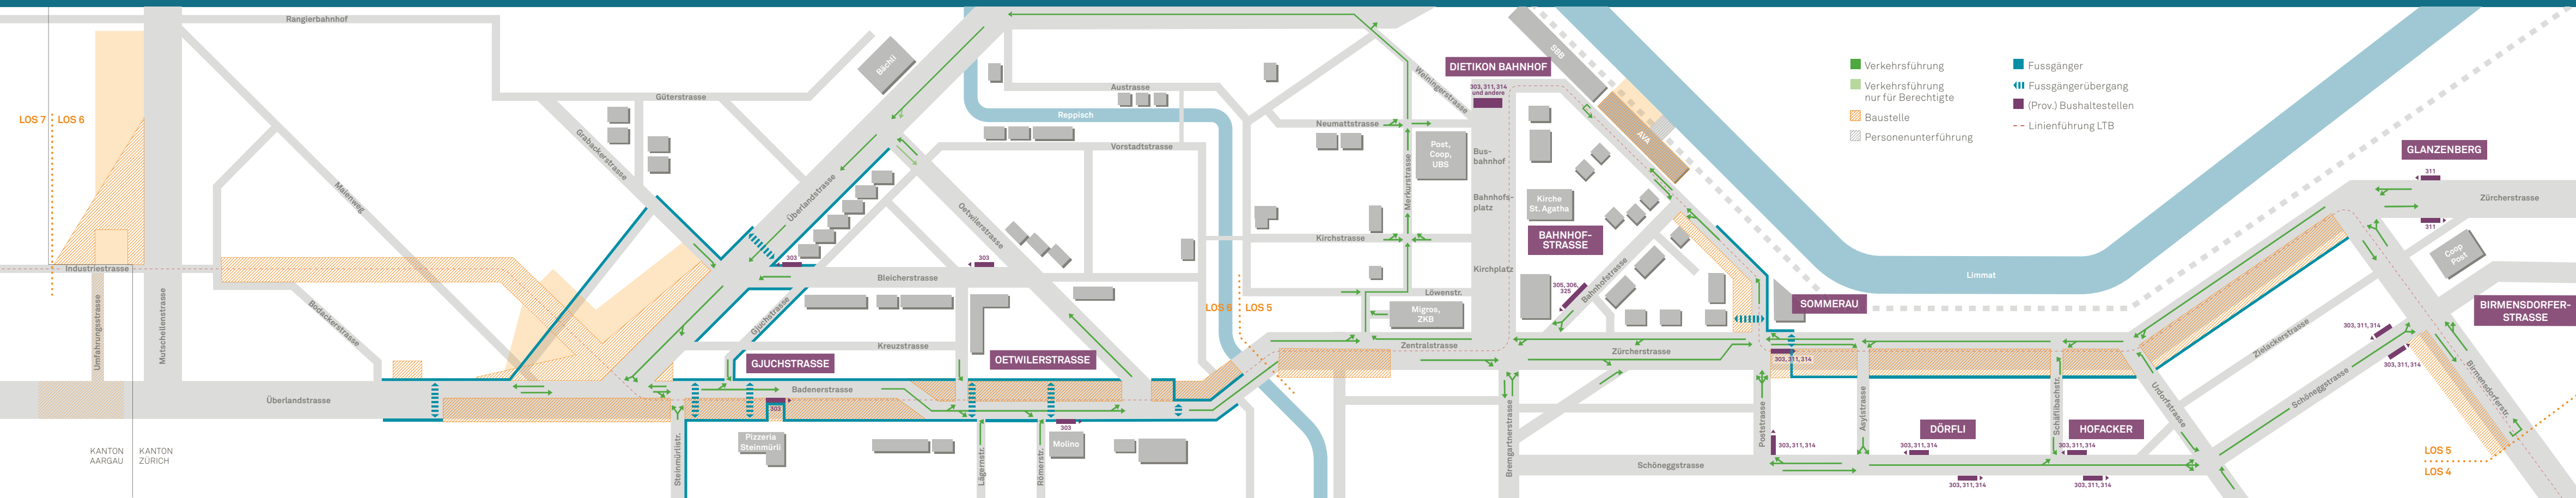 Rangierbahnhof
LOS 7
LOS 6
Industriestrasse
Umfahrungsstrasse
Mutschellenstrasse
KANTON
AARGAU
KANTON
ZÜRICH
Überlandstrasse
Maienweg
Bodackerstrasse
Güterstrasse
Grabackerstrasse
Bächli
Überlandstrasse
303
303
Bleicherstrasse
Gjuchstrasse
Kreuzstrasse
GJUCHSTRASSE
OETWILERSTRASSE
Badenerstrasse
303
303
Steinmürlistr.
Pizzeria
Steinmürli
Lägernstr.
Römerstr.
Molino
Oetwilerstrasse
Reppisch
Austrasse
Vorstadtstrasse
LOS 6
LOS 5
Neumattstrasse
Kirchstrasse
Löwenstr.
Merkurstrasse
Weiningerstrasse
Migros,
ZKB
Zentralstrasse
Post,
Coop,
UBS
DIETIKON BAHNHOF
303, 311, 314
und andere
Bus-
bahnhof
Bahnhofs-
platz
Kirchplatz
SBB
AVA
Kirche
St. Agatha
BAHNHOF-
STRASSE
305, 306,
325
Bahnhofstrasse
Zürcherstrasse
Bremgartnerstrasse
Poststrasse
SOMMERAU
303, 311, 314
Limmat
Asylstrasse
Schäflibachstr.
Schöneggstrasse
303, 311, 314
DÖRFLI
303, 311, 314
303, 311, 314
HOFACKER
303, 311, 314
303, 311, 314
Urdorfstrasse
Verkehrsführung
Verkehrsführung
nur für Berechtigte
Baustelle
Personenunterführung
Fussgänger
Fussgängerübergang
(Prov.) Bushaltestellen
Linienführung LTB
GLANZENBERG
311
311
Zürcherstrasse
Coop
Post
BIRMENSDORFER-
STRASSE
303, 311, 314
303, 311, 314
Zielackerstrasse
Schöneggstrasse
Birmensdorferstr.
LOS 5
LOS 4